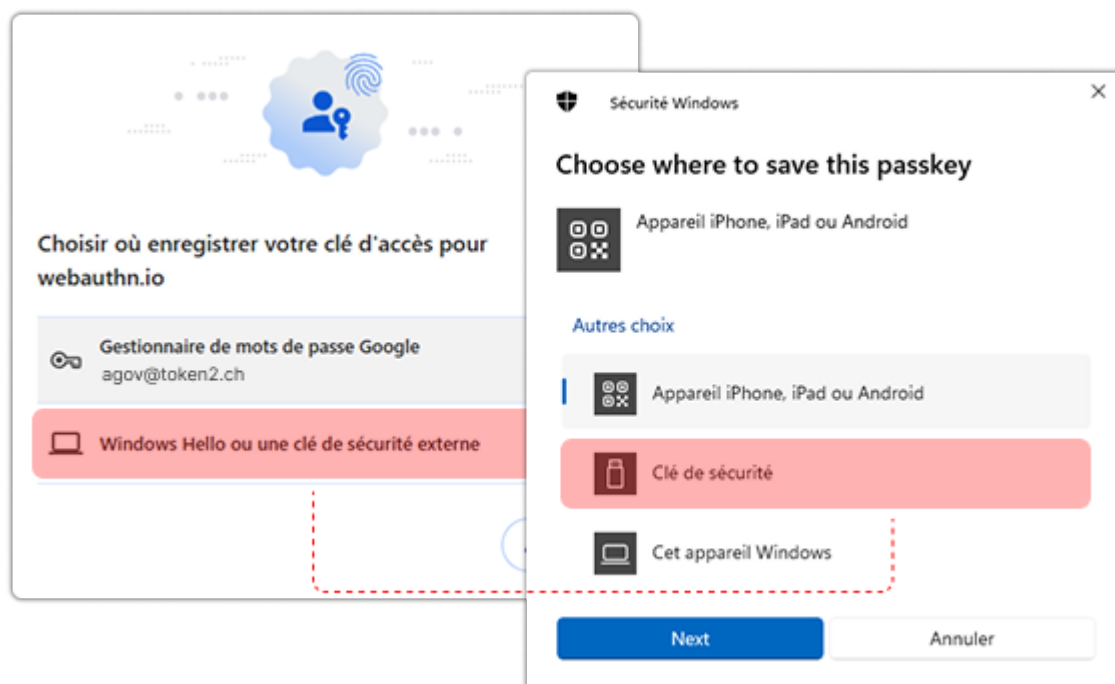 Choisir où enregistrer votre clé d'accès pour
webauthn.io
Gestionnaire de mots de passe Google
agov@token2.ch
Windows Hello ou une clé de sécurité externe
Sécurité Windows
Choose where to save this passkey
Appareil iPhone, iPad ou Android
Autres choix
Appareil iPhone, iPad ou Android
Clé de sécurité
Cet appareil Windows
Next
Annuler